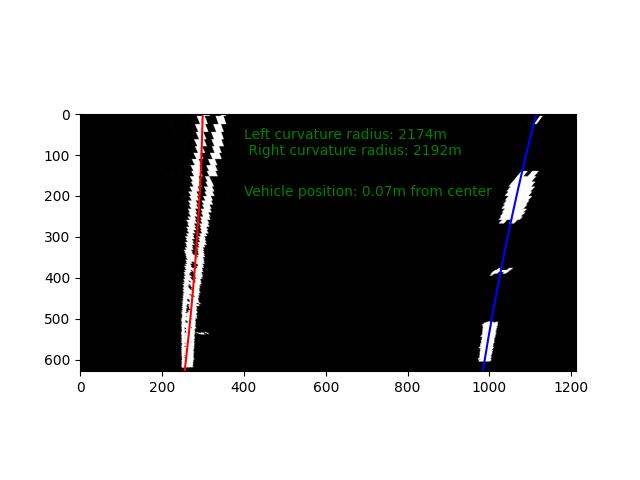 Left curvature radius: 2174m
Right curvature radius: 2192m
Vehicle position: 0.07m from center
0
100
200
300
400
500
600
0 200 400 600 800 1000 1200